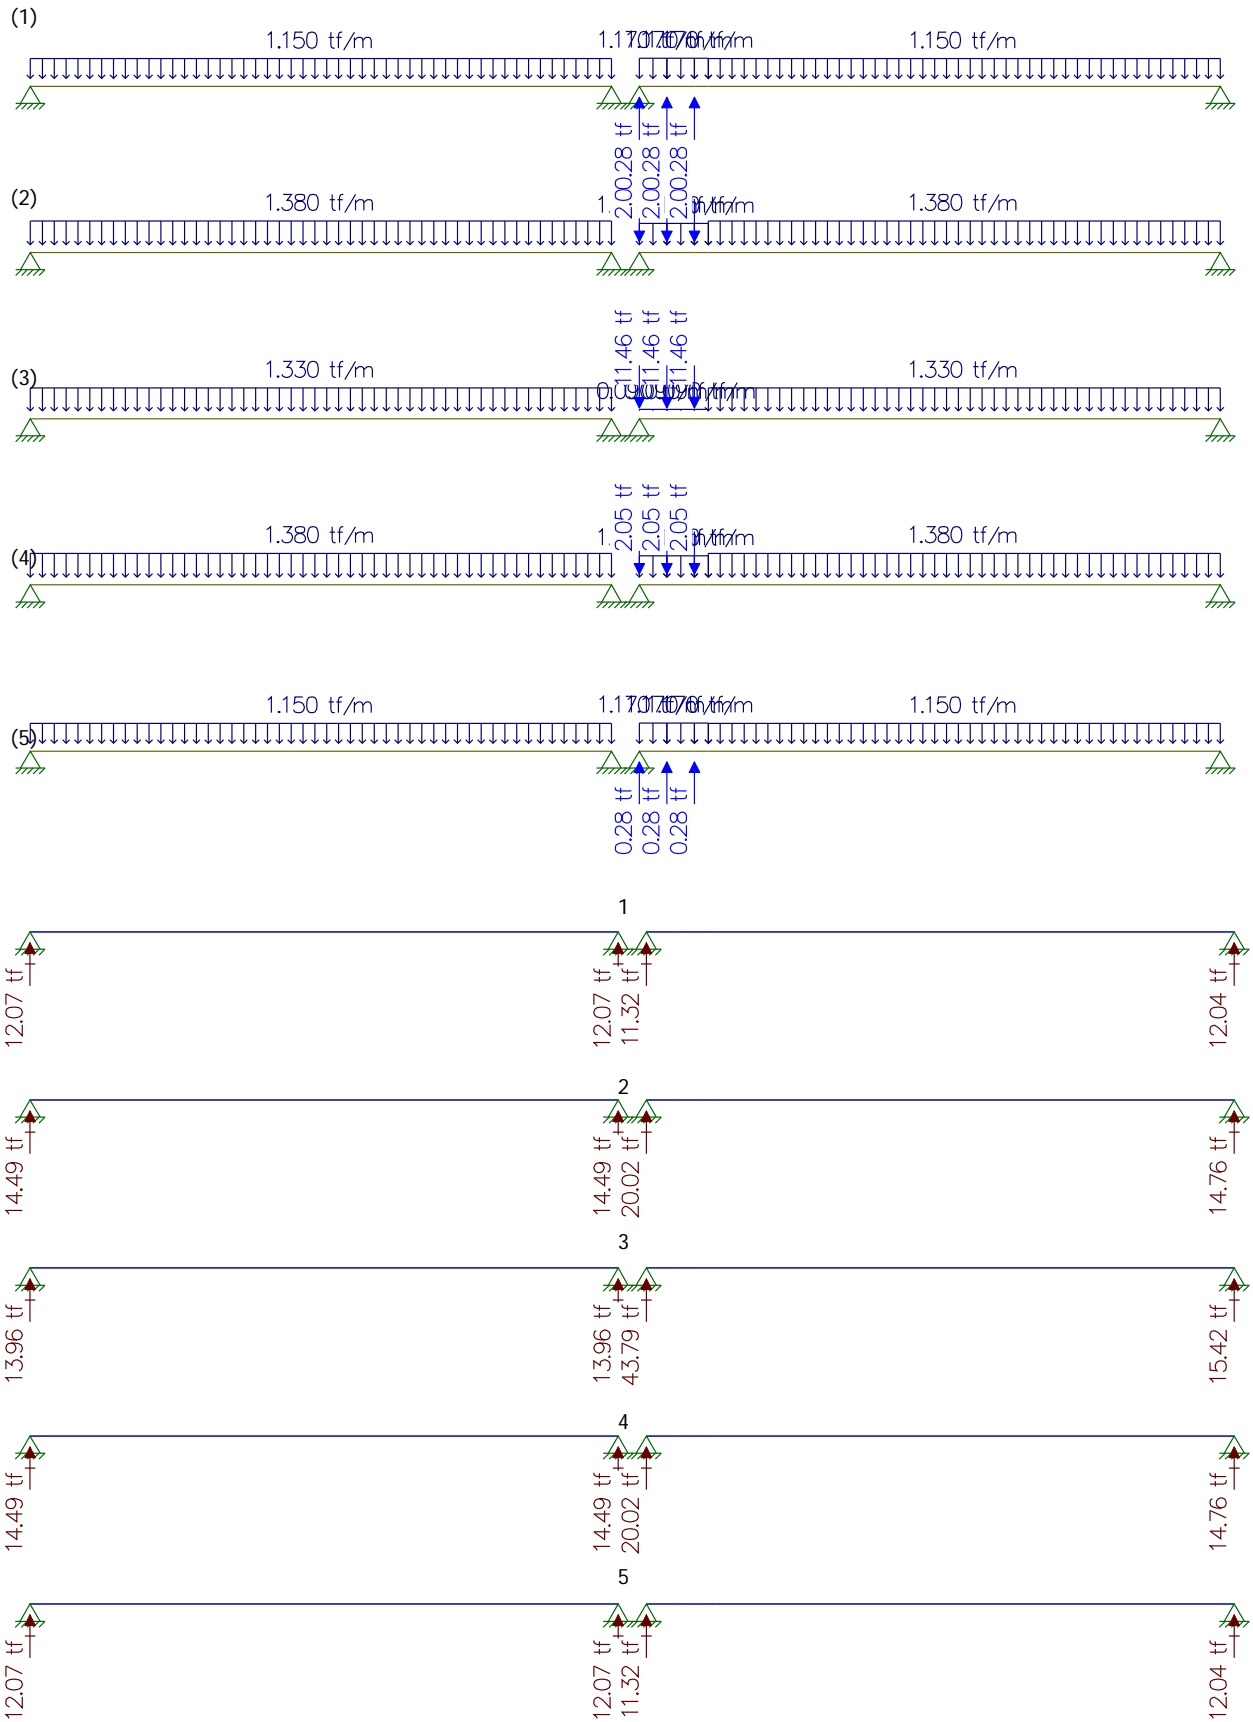 (1)
1.150 tf/m
1.150 tf/m
0.28 tf
0.28 tf
0.28 tf
(2)
1.380 tf/m
1.380 tf/m
(3)
1.330 tf/m
11.46 tf
11.46 tf
11.46 tf
1.330 tf/m
(4)
1.380 tf/m
2.05 tf
2.05 tf
2.05 tf
1.380 tf/m
(5)
1.150 tf/m
1.150 tf/m
0.28 tf
0.28 tf
0.28 tf
1
12.07 tf
12.07 tf
11.32 tf
12.04 tf
2
14.49 tf
14.49 tf
20.02 tf
14.76 tf
3
13.96 tf
13.96 tf
43.79 tf
15.42 tf
4
14.49 tf
14.49 tf
20.02 tf
14.76 tf
5
12.07 tf
12.07 tf
11.32 tf
12.04 tf